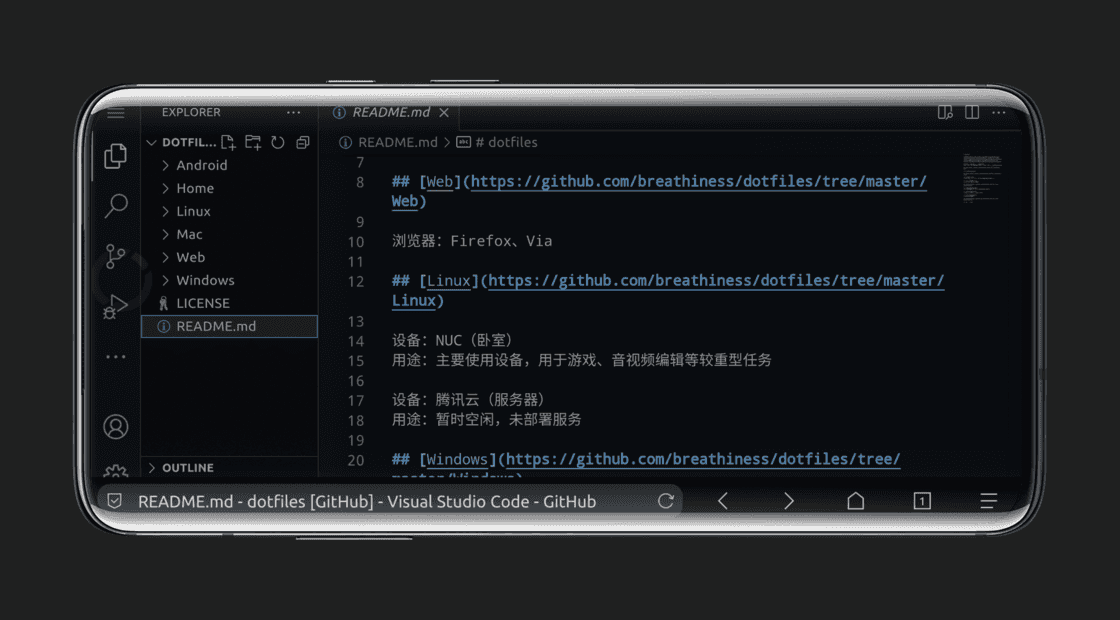 EXPLORER
DOTFIL...
Android
Home
Linux
Mac
Web
Windows
LICENSE
README.md
OUTLINE
README.md
README.md > # dotfiles
7
8 ## [Web](https://github.com/breathiness/dotfiles/tree/master/
Web)
9
10 浏览器：Firefox、Via
11
12 ## [Linux](https://github.com/breathiness/dotfiles/tree/master/
Linux)
13
14 设备：NUC（卧室）
15 用途：主要使用设备，用于游戏、音视频编辑等较重型任务
16
17 设备：腾讯云（服务器）
18 用途：暂时空闲，未部署服务
19
20 ## [Windows](https://github.com/breathiness/dotfiles/tree/
master/Windows)
README.md - dotfiles [GitHub] - Visual Studio Code - GitHub
1